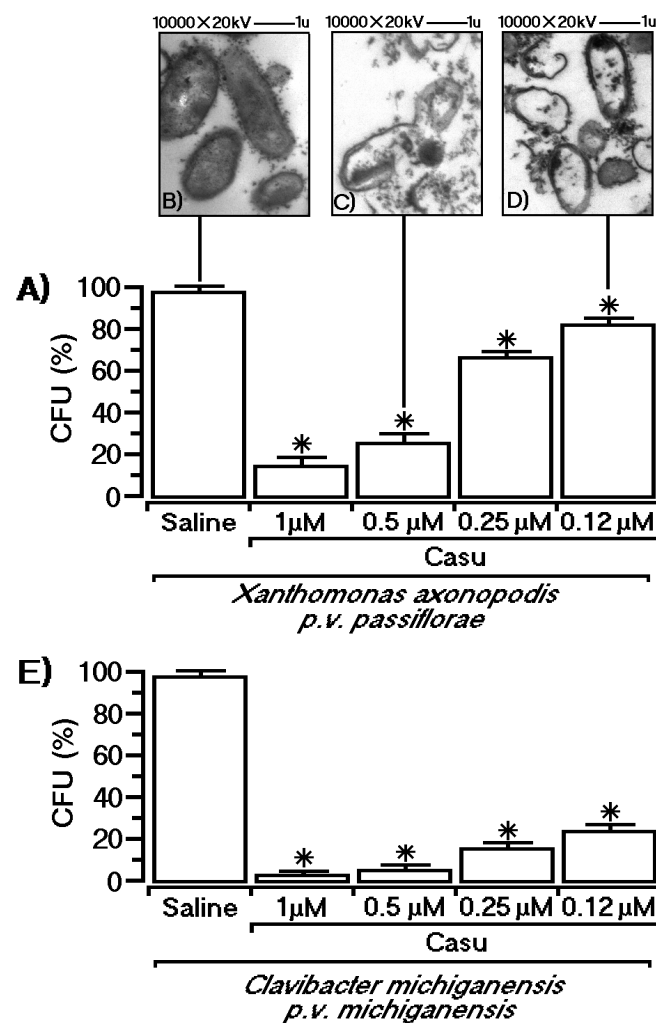 10000×20kV ——1u 10000×20kV ——1u 10000×20kV ——1u
B) C) D)
A)
CFU (%)
100
80
60
40
20
0
* * * *
Saline 1μM 0.5 μM 0.25 μM 0.12 μM
Casu
Xanthomonas axonopodis
p.v. passiflorae
E)
CFU (%)
100
80
60
40
20
0
* * * *
Saline 1μM 0.5 μM 0.25 μM 0.12 μM
Casu
Clavibacter michiganensis
p.v. michiganensis